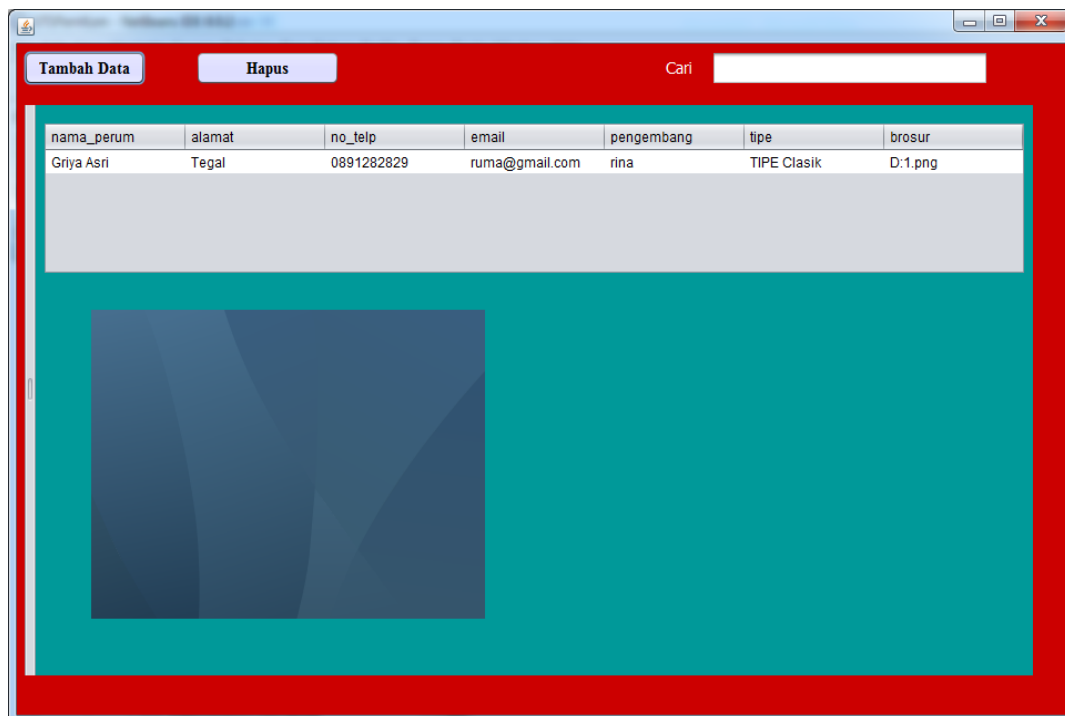 Tambah Data Hapus Cari
nama_perum alamat no_telp email pengembang tipe brosur
Griya Asri Tegal 0891282829 ruma@gmail.com rina TIPE Clasik D:1.png